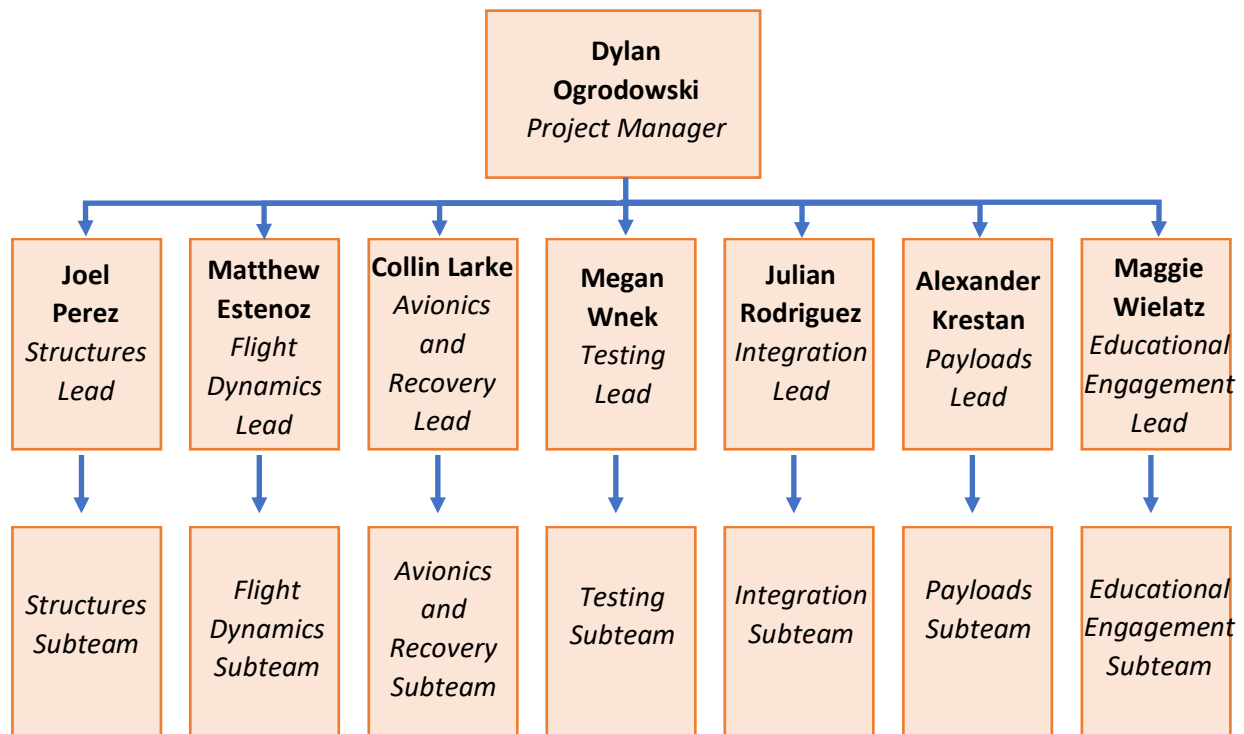 Dylan
Ogrodowski
Project Manager
Joel
Perez
Structures
Lead
Matthew
Estenoz
Flight
Dynamics
Lead
Collin Larke
Avionics
and
Recovery
Lead
Megan
Wnek
Testing
Lead
Julian
Rodriguez
Integration
Lead
Alexander
Krestan
Payloads
Lead
Maggie
Wielatz
Educational
Engagement
Lead
Structures
Subteam
Flight
Dynamics
Subteam
Avionics
and
Recovery
Subteam
Testing
Subteam
Integration
Subteam
Payloads
Subteam
Educational
Engagement
Subteam